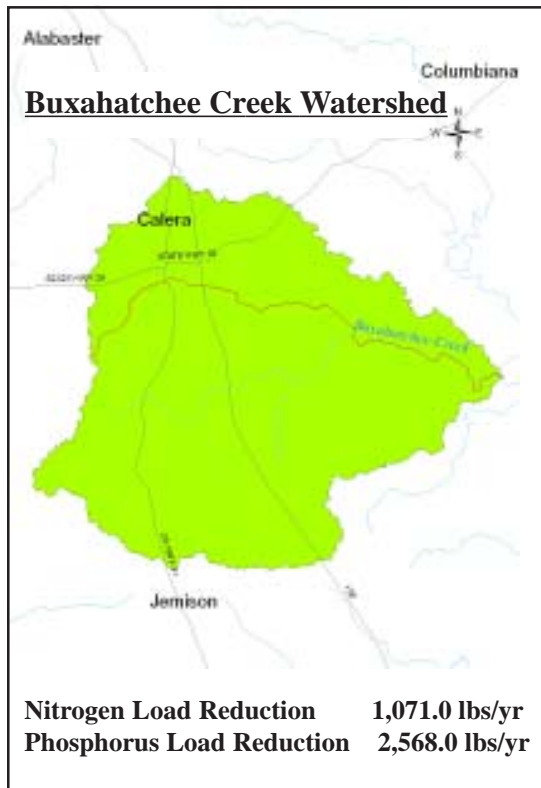 Alabaster
Columbiana
Buxahatchee Creek Watershed
N
W E
S
Calera
Buxahatchee Creek
Jemison
Nitrogen Load Reduction 1,071.0 lbs/yr
Phosphorus Load Reduction 2,568.0 lbs/yr